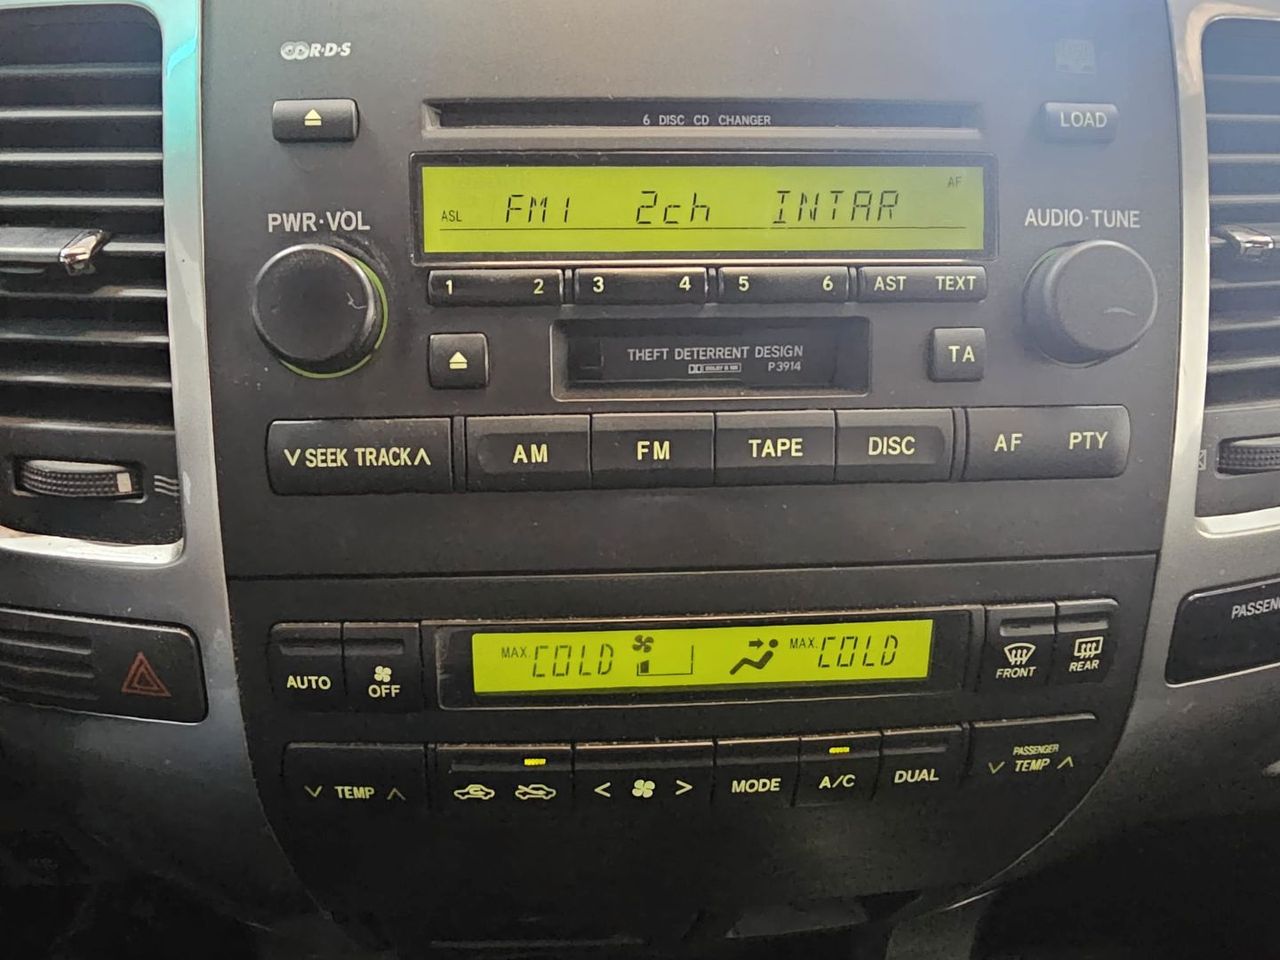 R·D·S
6 DISC CD CHANGER
LOAD
AF
ASL FM1 2ch INTAR
PWR·VOL
AUDIO·TUNE
1 2 3 4 5 6 AST TEXT
THEFT DETERRENT DESIGN
P3914
TA
∨ SEEK TRACK ∧
AM FM TAPE DISC AF PTY
PASSEN
MAX. COLD MAX. COLD
AUTO OFF FRONT REAR
∨ TEMP ∧ < > MODE A/C DUAL
PASSENGER
∨ TEMP ∧